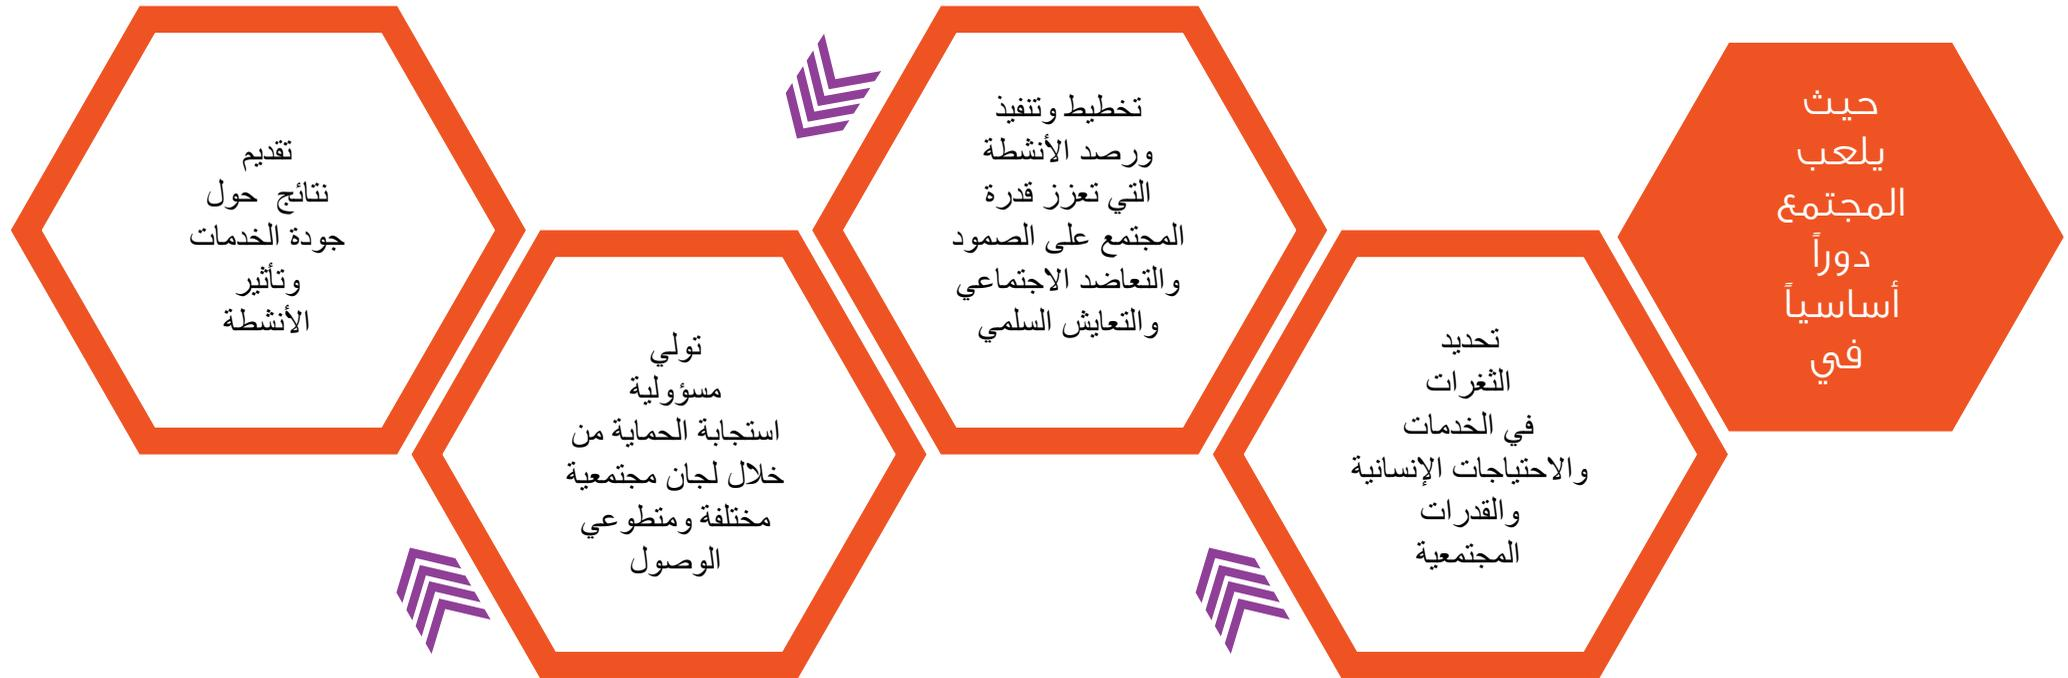 حيث
يلعب
المجتمع
دوراً
أساسياً
في
تحديد
الثغرات
في الخدمات
والاحتياجات الإنسانية
والقدرات
المجتمعية
تخطيط وتنفيذ
ورصد الأنشطة
التي تعزز قدرة
المجتمع على الصمود
والتعاضد الاجتماعي
والتعايش السلمي
تولي
مسؤولية
استجابة الحماية من
خلال لجان مجتمعية
مختلفة ومتطوعي
الوصول
تقديم
نتائج حول
جودة الخدمات
وتأثير
الأنشطة